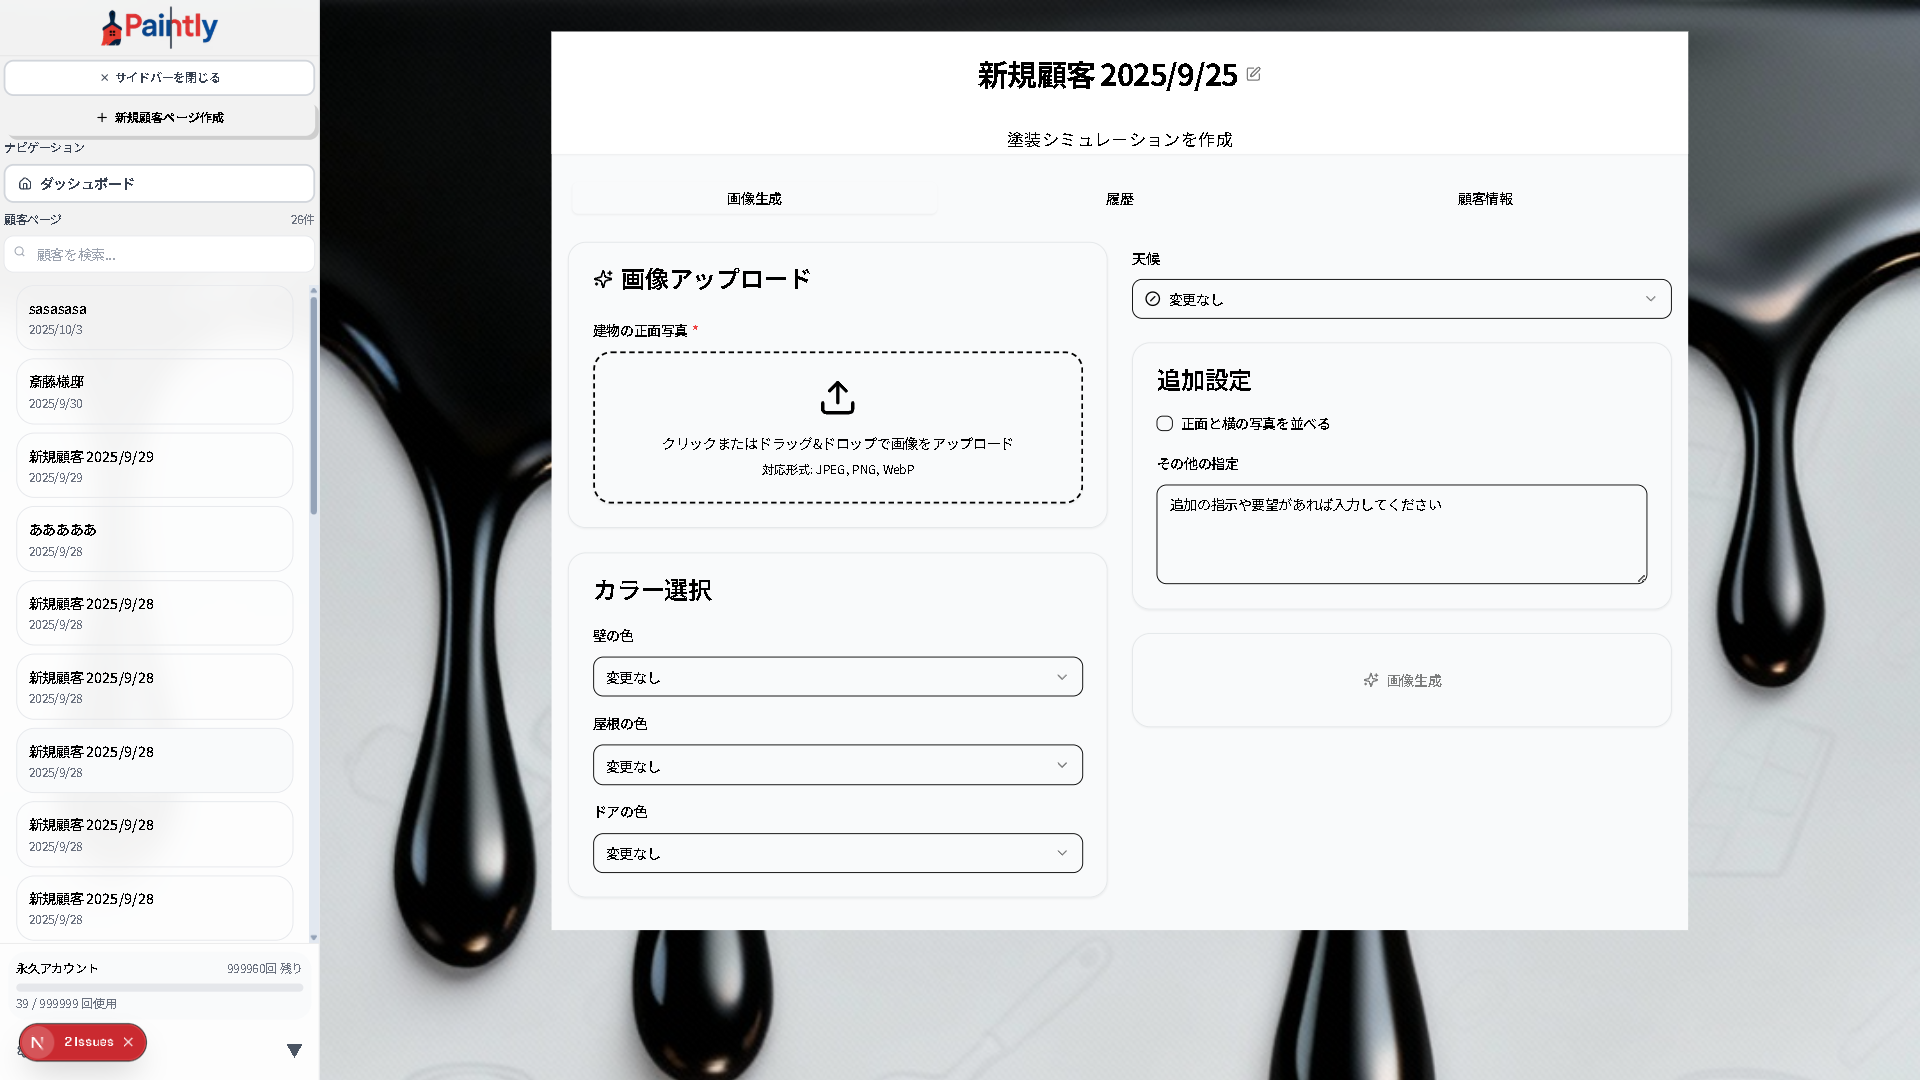 Paintly
サイドバーを閉じる
新規顧客ページ作成
ナビゲーション
ダッシュボード
顧客ページ 26件
顧客を検索...
sasasasa
2025/10/3
斎藤様邸
2025/9/30
新規顧客 2025/9/29
2025/9/29
あああああ
2025/9/28
新規顧客 2025/9/28
2025/9/28
新規顧客 2025/9/28
2025/9/28
新規顧客 2025/9/28
2025/9/28
新規顧客 2025/9/28
2025/9/28
新規顧客 2025/9/28
2025/9/28
永久アカウント 999960回 残り
39 / 999999 回使用
N 2 Issues
新規顧客 2025/9/25
塗装シミュレーションを作成
画像生成 履歴 顧客情報
画像アップロード
建物の正面写真 *
クリックまたはドラッグ&ドロップで画像をアップロード
対応形式: JPEG, PNG, WebP
カラー選択
壁の色
変更なし
屋根の色
変更なし
ドアの色
変更なし
天候
変更なし
追加設定
正面と横の写真を並べる
その他の指定
追加の指示や要望があれば入力してください
画像生成